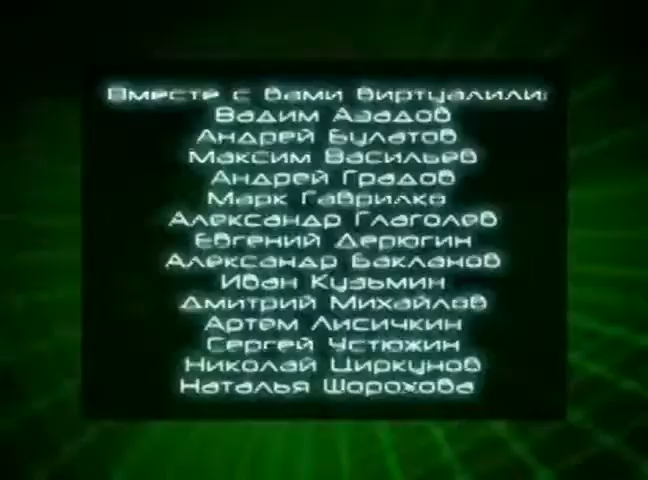 Вместе с Вами Виртуалили:
Вадим Азадов
Андрей Булатов
Максим Васильев
Андрей Градов
Марк Гаврилко
Александр Глаголев
Евгений Дерюгин
Александр Бакланов
Иван Кузьмин
Дмитрий Михайлов
Артем Лисичкин
Сергей Устюжин
Николай Циркунов
Наталья Шорохова